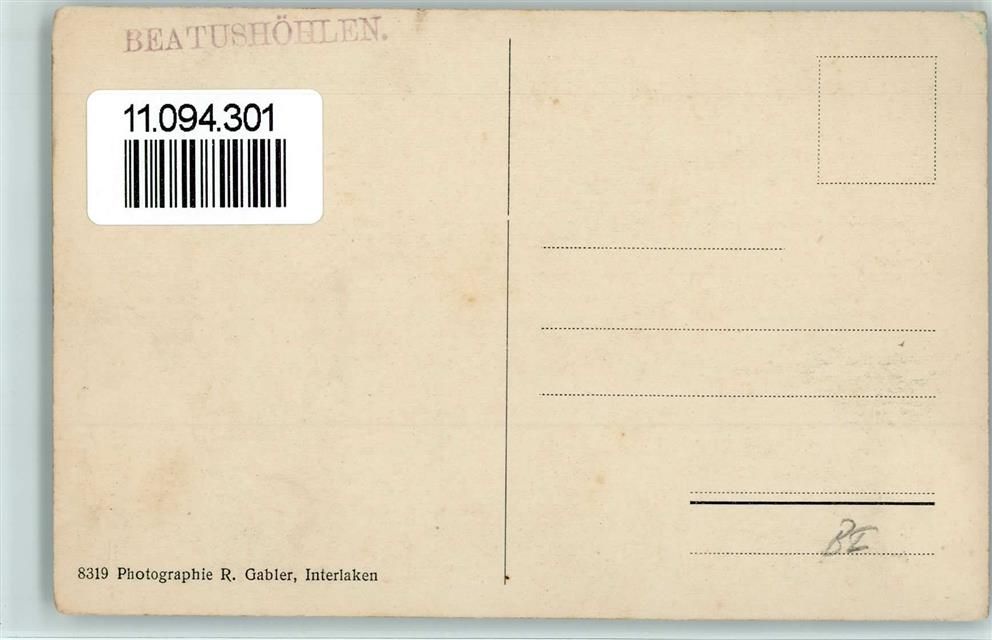 BEATUSHÖHLEN.
11.094.301
8319 Photographie R. Gabler, Interlaken